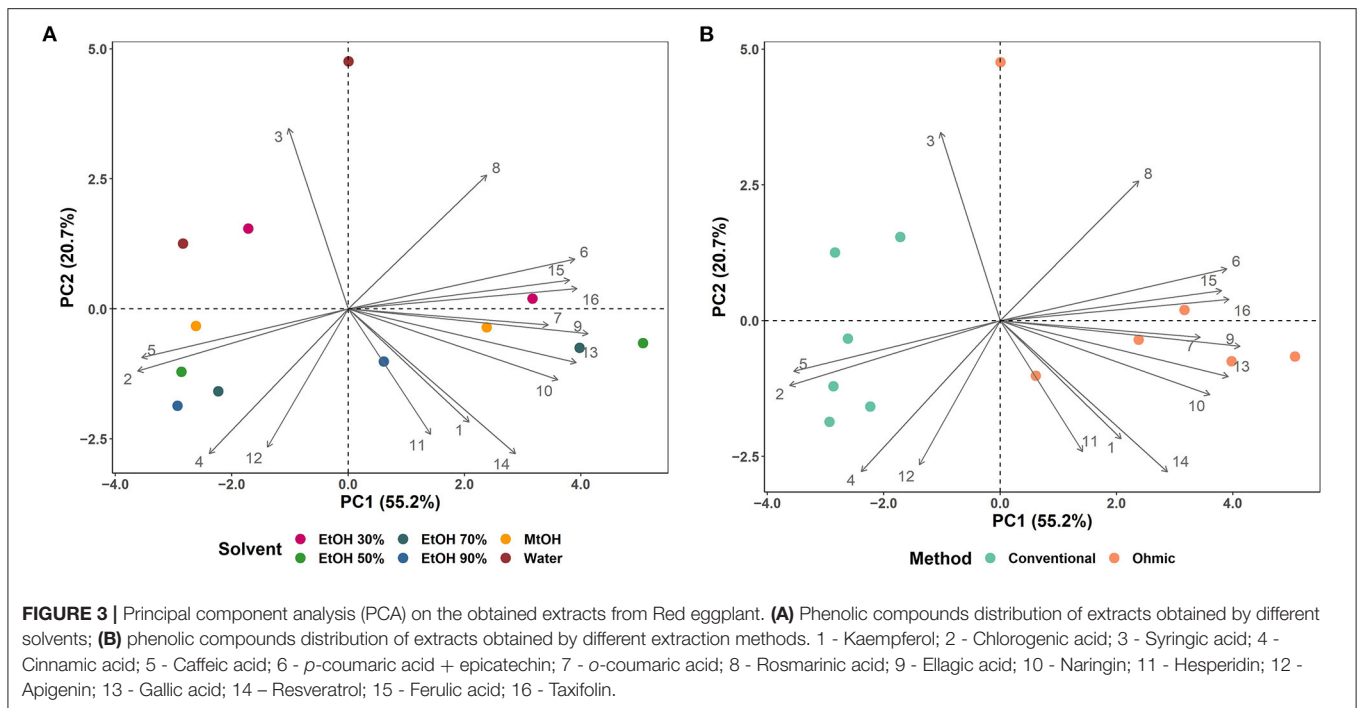 A
B
5.0
2.5
0.0
−2.5
PC2 (20.7%)
−4.0 −2.0 0.0 2.0 4.0
PC1 (55.2%)
3
8
6
15
16
7
9
13
10
5
2
4
12
11
1
14
Solvent
EtOH 30% EtOH 70% MtOH
EtOH 50% EtOH 90% Water
5.0
2.5
0.0
−2.5
PC2 (20.7%)
−4.0 −2.0 0.0 2.0 4.0
PC1 (55.2%)
3
8
6
15
16
9
7
13
10
5
2
4
12
11
1
14
Method Conventional Ohmic
FIGURE 3 | Principal component analysis (PCA) on the obtained extracts from Red eggplant. (A) Phenolic compounds distribution of extracts obtained by different
solvents; (B) phenolic compounds distribution of extracts obtained by different extraction methods. 1 - Kaempferol; 2 - Chlorogenic acid; 3 - Syringic acid; 4 -
Cinnamic acid; 5 - Caffeic acid; 6 - p-coumaric acid + epicatechin; 7 - o-coumaric acid; 8 - Rosmarinic acid; 9 - Ellagic acid; 10 - Naringin; 11 - Hesperidin; 12 -
Apigenin; 13 - Gallic acid; 14 – Resveratrol; 15 - Ferulic acid; 16 - Taxifolin.